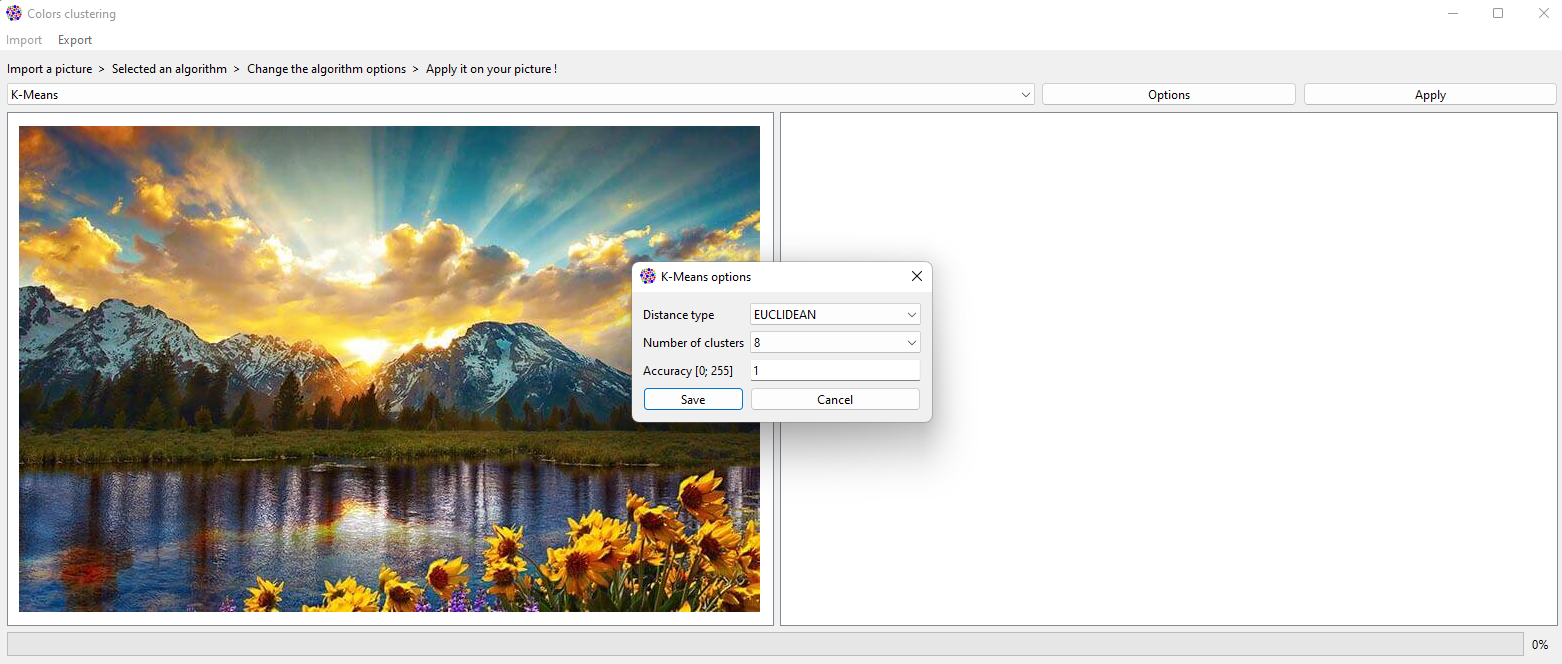 Colors clustering
Import Export
Import a picture > Selected an algorithm > Change the algorithm options > Apply it on your picture !
K-Means Options Apply
K-Means options
Distance type EUCLIDEAN
Number of clusters 8
Accuracy [0; 255] 1
Save Cancel
0%